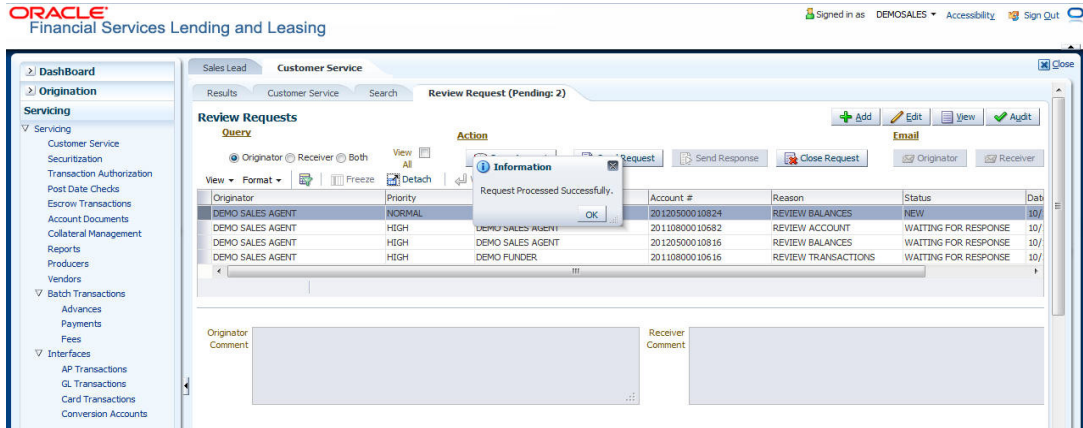 ORACLE
Financial Services Lending and Leasing
Signed in as DEMOSALES Accessibility Sign Out
Close
DashBoard
Origination
Servicing
Servicing
Customer Service
Securitization
Transaction Authorization
Post Date Checks
Escrow Transactions
Account Documents
Collateral Management
Reports
Producers
Vendors
Batch Transactions
Advances
Payments
Fees
Interfaces
AP Transactions
GL Transactions
Card Transactions
Conversion Accounts
Sales Lead Customer Service
Results Customer Service Search Review Request (Pending: 2)
Review Requests
Add Edit View Audit
Query Action Email
Originator Receiver Both View All
Request Send Response Close Request Originator Receiver
View Format Freeze Detach
Information
Request Processed Successfully.
OK
Originator Priority Account # Reason Status
DEMO SALES AGENT NORMAL 20120500010824 REVIEW BALANCES NEW 10/
DEMO SALES AGENT HIGH DEMO SALES AGENT 20110800010682 REVIEW ACCOUNT WAITING FOR RESPONSE 10/
DEMO SALES AGENT HIGH DEMO SALES AGENT 20120500010816 REVIEW BALANCES WAITING FOR RESPONSE 10/
DEMO SALES AGENT HIGH DEMO FUNDER 20110800010616 REVIEW TRANSACTIONS WAITING FOR RESPONSE 10/
Originator Comment
Receiver Comment